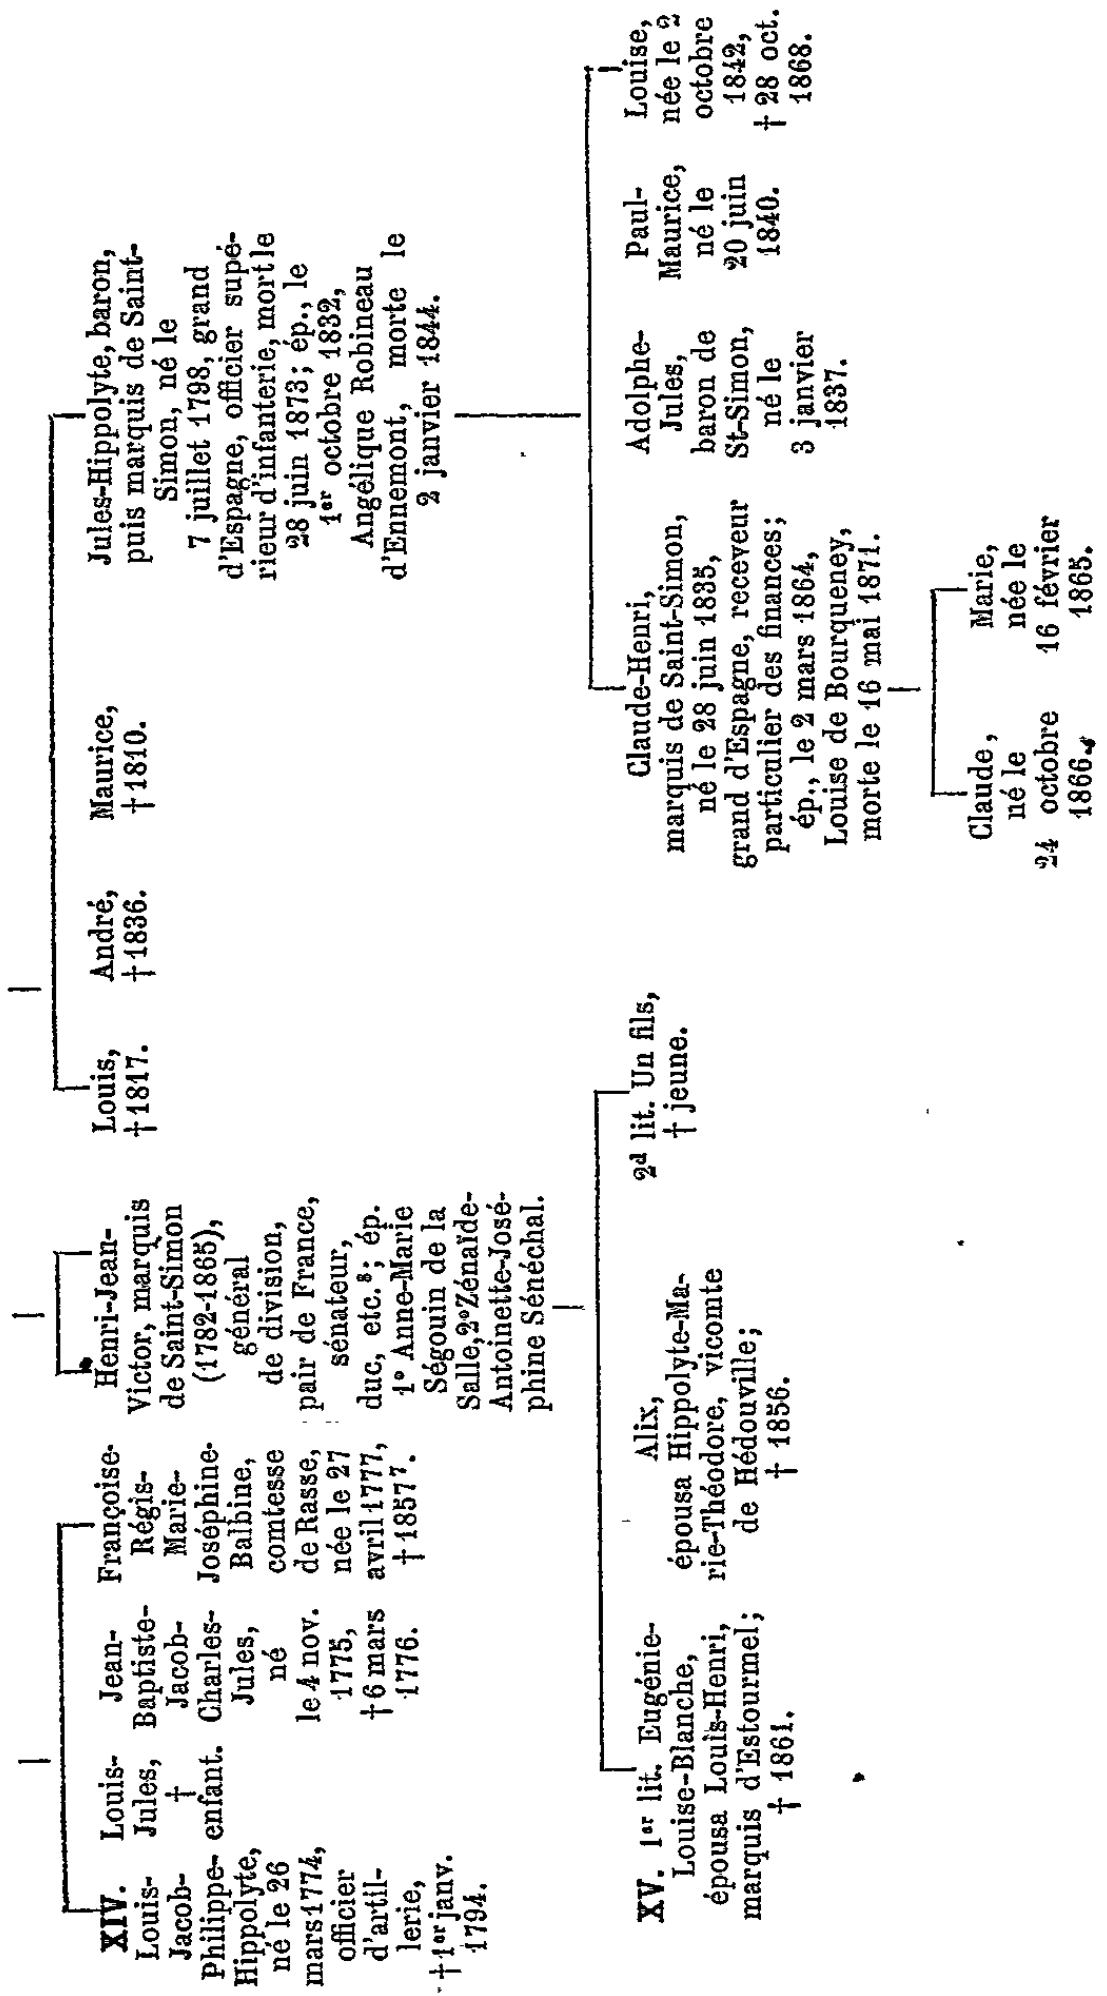 XIV.
Louis-
Jacob-
Philippe-
Hippolyte,
né le 26
mars 1774,
officier
d'artil-
lerie,
† 1er janv.
1794.
Louis-
Jules,
†
enfant.
Jean-
Baptiste-
Jacob-
Charles-
Jules,
né
le 4 nov.
1775,
† 6 mars
1776.
Françoise-
Régis-
Marie-
Joséphine-
Balbine,
comtesse
de Rasse,
née le 27
avril 1777,
† 18577.
Henri-Jean-
Victor, marquis
de Saint-Simon
(1782-1865),
général
de division,
pair de France,
sénateur,
duc, etc.8; ép.
1° Anne-Marie
Ségouin de la
Salle, 2° Zénaïde-
Antoinette-José-
phine Sénéchal.
Louis,
† 1817.
André,
† 1836.
Maurice,
† 1810.
Jules-Hippolyte, baron,
puis marquis de Saint-
Simon, né le
7 juillet 1798, grand
d'Espagne, officier supé-
rieur d'infanterie, mort le
28 juin 1873; ép., le
1er octobre 1832,
Angélique Robineau
d'Ennemont, morte le
2 janvier 1844.
XV. 1er lit. Eugénie-
Louise-Blanche,
épousa Louis-Henri,
marquis d'Estourmel;
† 1861.
Alix,
épousa Hippolyte-Ma-
rie-Théodore, vicomte
de Hédouville;
† 1856.
2d lit. Un fils,
† jeune.
Claude-Henri,
marquis de Saint-Simon,
né le 28 juin 1835,
grand d'Espagne, receveur
particulier des finances;
ép., le 2 mars 1864,
Louise de Bourqueney,
morte le 16 mai 1871.
Adolphe-
Jules,
baron de
St-Simon,
né le
3 janvier
1837.
Paul-
Maurice,
né le
20 juin
1840.
Louise,
née le 2
octobre
1842,
† 28 oct.
1868.
Claude,
né le
24 octobre
1866.
Marie,
née le
16 février
1865.